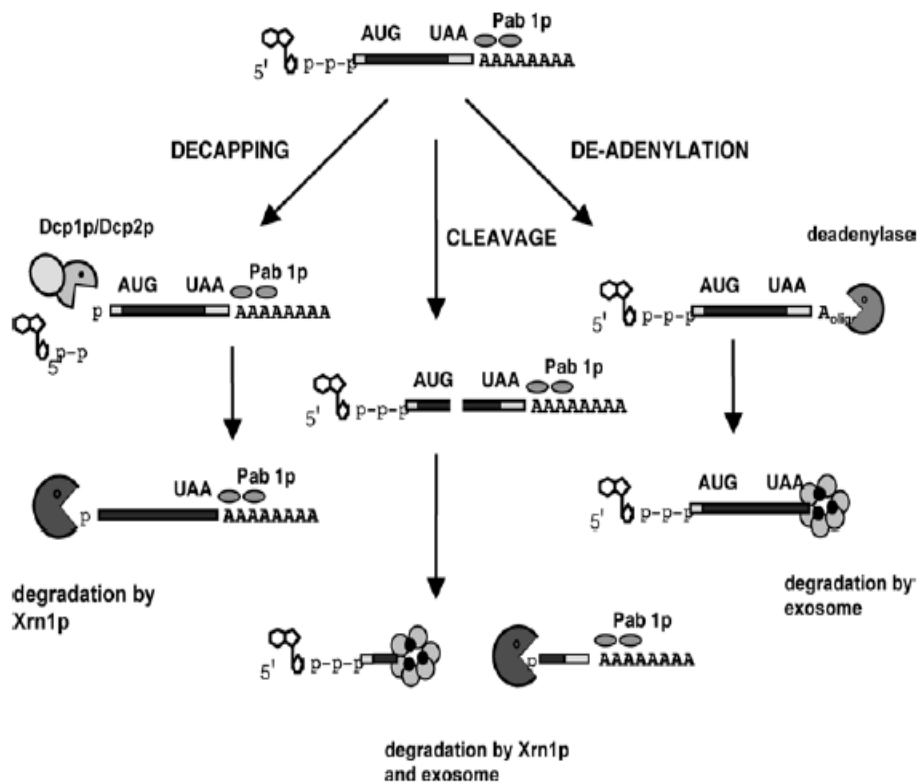 Pab 1p
AUG UAA
5' p-p-p AAAAAAAA
DECAPPING
DE-ADENYLATION
CLEAVAGE
Dcp1p/Dcp2p
deadenylase
AUG UAA Pab 1p
p AAAAAAAA
5' p-p
AUG UAA
5' p-p-p Aoligo
AUG UAA Pab 1p
5' p-p-p AAAAAAAA
UAA Pab 1p
p AAAAAAAA
AUG UAA
5' p-p-p
degradation by
Xrn1p
degradation by
exosome
Pab 1p
5' p-p-p
p AAAAAAAA
degradation by Xrn1p
and exosome